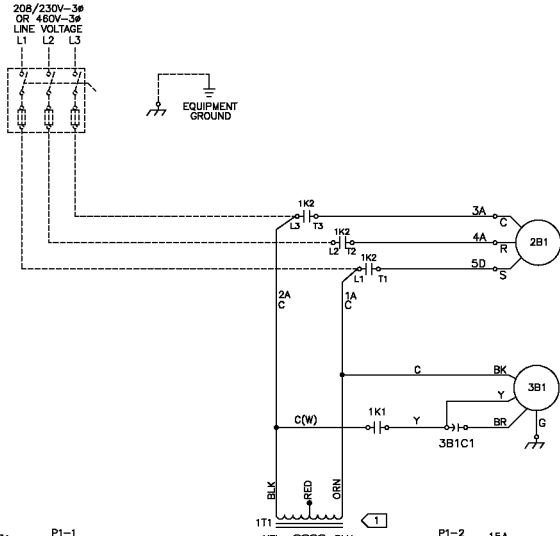 208/230V-3ø
OR 460V-3ø
LINE VOLTAGE
L1 L2 L3
EQUIPMENT
GROUND
1K2
L3 T3
3A
C
1K2
L2 T2
4A
R
2B1
1K2
L1 T1
5D
S
2A
C
1A
C
C
BK
Y
3B1
C(W)
1K1
Y
3B1C1
BR
G
BLK
RED
ORN
1T1
1
P1-1
P1-2
15A